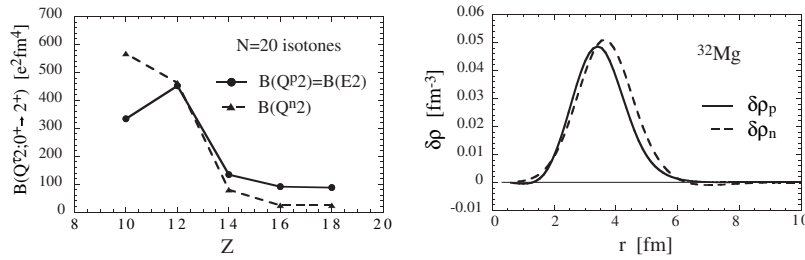 700
600
500
400
300
200
100
0
8
10
12
14
16
18
20
Z
B(Qᵗ2;0⁺→ 2⁺) [e²fm⁴]
N=20 isotones
B(Qᵖ2)=B(E2)
B(Qⁿ2)
0.06
0.05
0.04
0.03
0.02
0.01
0
-0.01
0
2
4
6
8
10
r [fm]
δρ [fm⁻³]
³²Mg
δρₚ
δρₙ